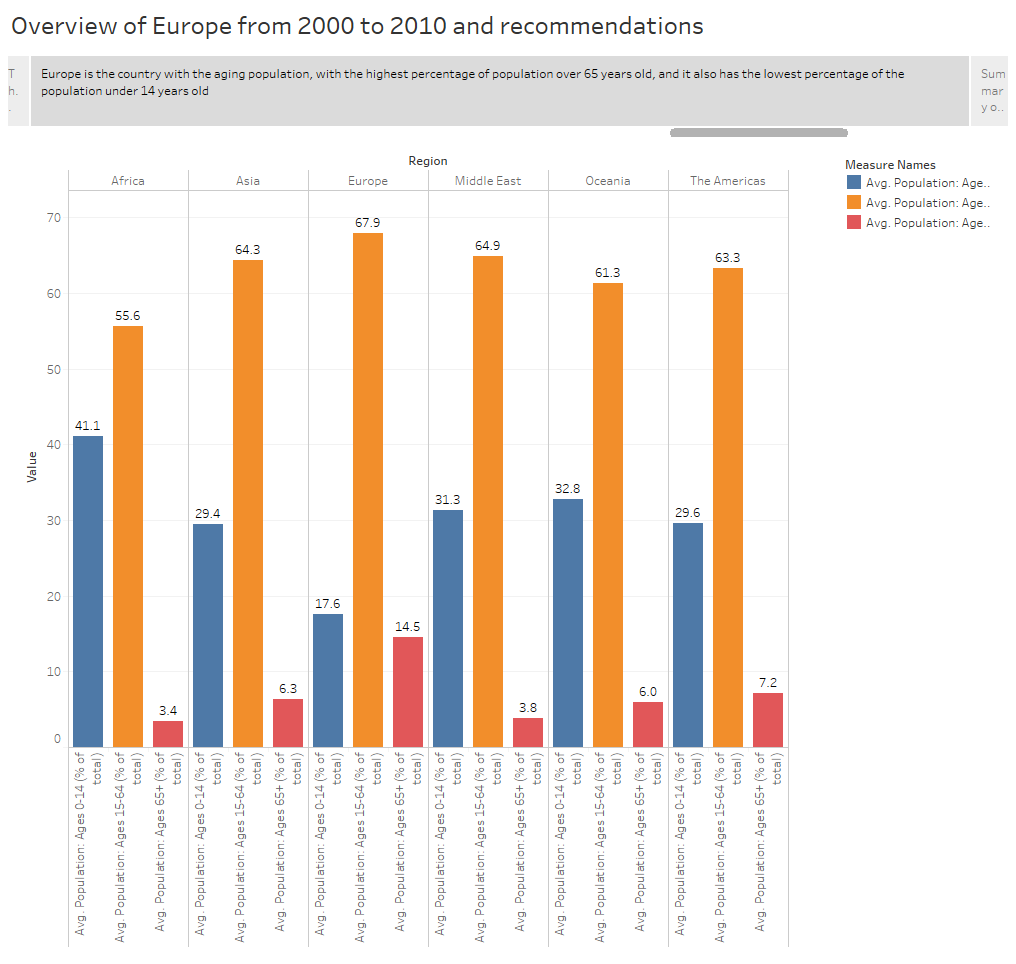 Overview of Europe from 2000 to 2010 and recommendations
T
h.
.
Europe is the country with the aging population, with the highest percentage of population over 65 years old, and it also has the lowest percentage of the
population under 14 years old
Sum
mar
y o..
Region
Measure Names
Africa
Asia
Europe
Middle East
Oceania
The Americas
Avg. Population: Age..
Avg. Population: Age..
Avg. Population: Age..
Value
70
60
50
40
30
20
10
0
41.1
55.6
3.4
29.4
64.3
6.3
17.6
67.9
14.5
31.3
64.9
3.8
32.8
61.3
6.0
29.6
63.3
7.2
Avg. Population: Ages 0-14 (% of
total)
Avg. Population: Ages 15-64 (% of
total)
Avg. Population: Ages 65+ (% of
total)
Avg. Population: Ages 0-14 (% of
total)
Avg. Population: Ages 15-64 (% of
total)
Avg. Population: Ages 65+ (% of
total)
Avg. Population: Ages 0-14 (% of
total)
Avg. Population: Ages 15-64 (% of
total)
Avg. Population: Ages 65+ (% of
total)
Avg. Population: Ages 0-14 (% of
total)
Avg. Population: Ages 15-64 (% of
total)
Avg. Population: Ages 65+ (% of
total)
Avg. Population: Ages 0-14 (% of
total)
Avg. Population: Ages 15-64 (% of
total)
Avg. Population: Ages 65+ (% of
total)
Avg. Population: Ages 0-14 (% of
total)
Avg. Population: Ages 15-64 (% of
total)
Avg. Population: Ages 65+ (% of
total)